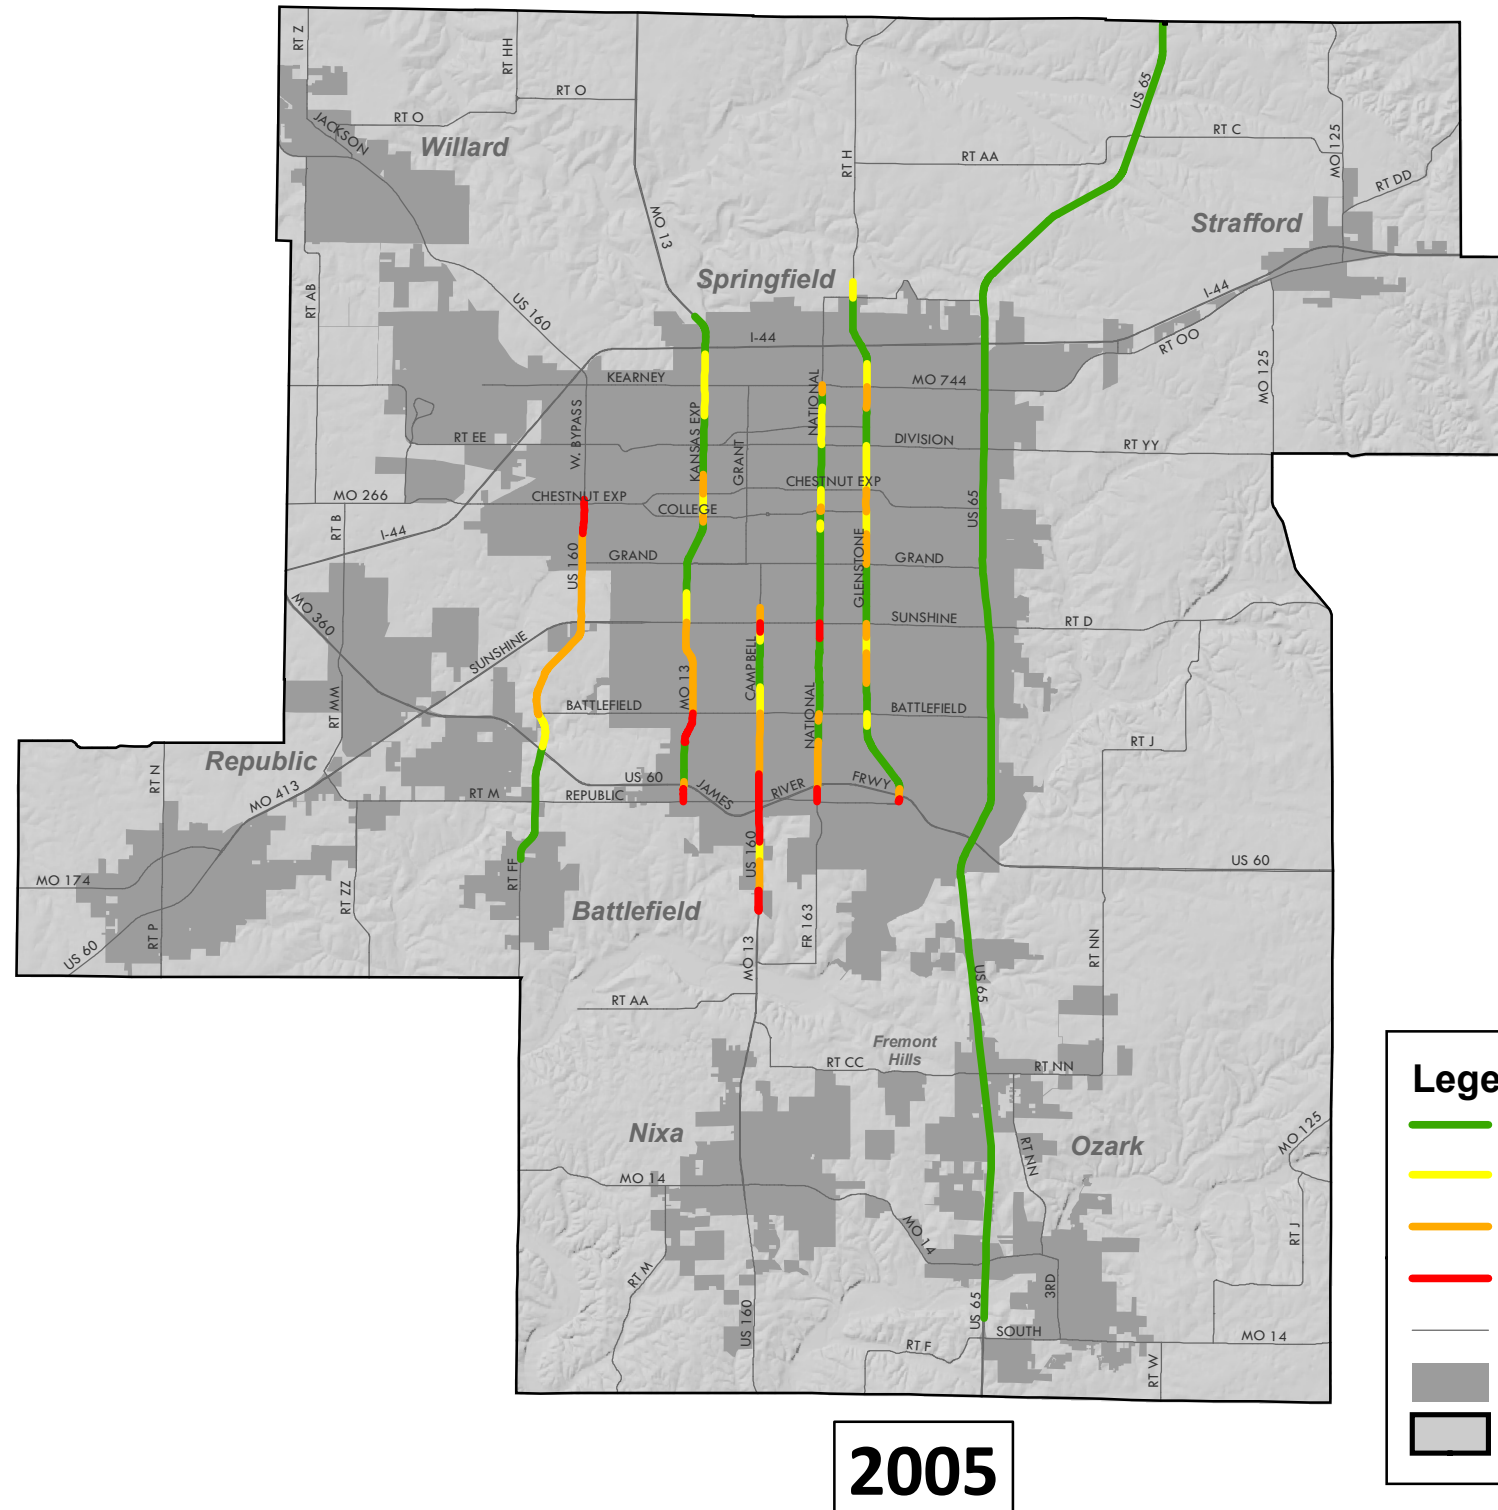 RT Z
RT HH
RT O
RT O
JACKSON
Willard
MO 13
RT H
US 65
RT C
RT AA
MO 125
RT DD
Strafford
Springfield
RT AB
US 160
I-44
I-44
RT OO
MO 125
KEARNEY
MO 744
W. BYPASS
KANSAS EXP
GRANT
NATIONAL
RT EE
DIVISION
RT YY
MO 266
CHESTNUT EXP
CHESTNUT EXP
COLLEGE
US 65
RT B
I-44
US 160
GRAND
GLENSTONE
GRAND
MO 360
SUNSHINE
SUNSHINE
RT D
RT MM
MO 13
CAMPBELL
NATIONAL
BATTLEFIELD
BATTLEFIELD
RT J
Republic
RT N
MO 413
US 60
RT M
REPUBLIC
JAMES
RIVER
FRWY
US 160
US 60
MO 174
RT ZZ
RT FF
Battlefield
RT P
US 60
FR 163
MO 13
RT NN
US 65
RT AA
Fremont
Hills
RT CC
RT NN
Nixa
Ozark
MO 125
RT NN
MO 14
MO 14
RT J
RT M
3RD
US 160
US 65
SOUTH
MO 14
RT F
RT W
Lege
2005